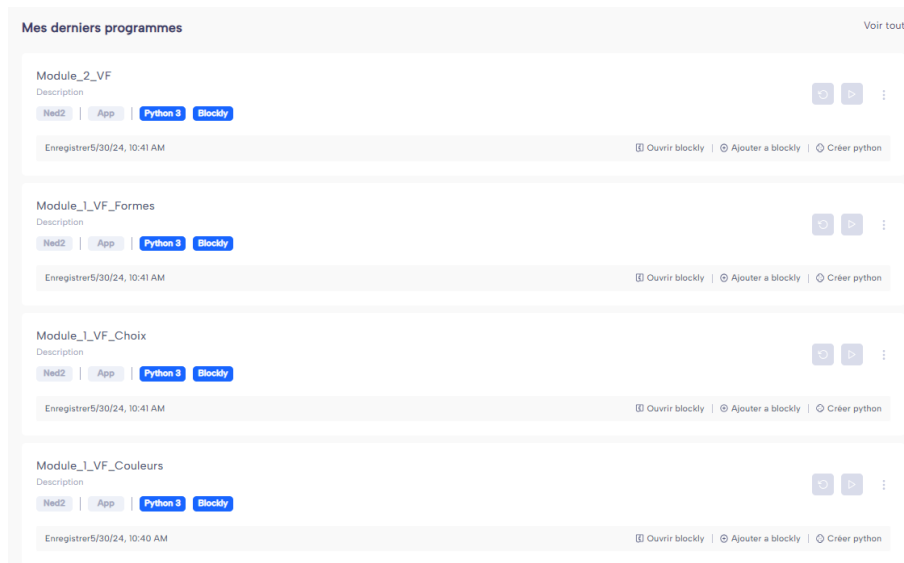 Mes derniers programmes
Voir tout
Module_2_VF
Description
Ned2 | App | Python 3 Blockly
Enregistrer5/30/24, 10:41 AM
Ouvrir blockly | Ajouter a blockly | Créer python
Module_1_VF_Formes
Description
Ned2 | App | Python 3 Blockly
Enregistrer5/30/24, 10:41 AM
Ouvrir blockly | Ajouter a blockly | Créer python
Module_1_VF_Choix
Description
Ned2 | App | Python 3 Blockly
Enregistrer5/30/24, 10:41 AM
Ouvrir blockly | Ajouter a blockly | Créer python
Module_1_VF_Couleurs
Description
Ned2 | App | Python 3 Blockly
Enregistrer5/30/24, 10:40 AM
Ouvrir blockly | Ajouter a blockly | Créer python